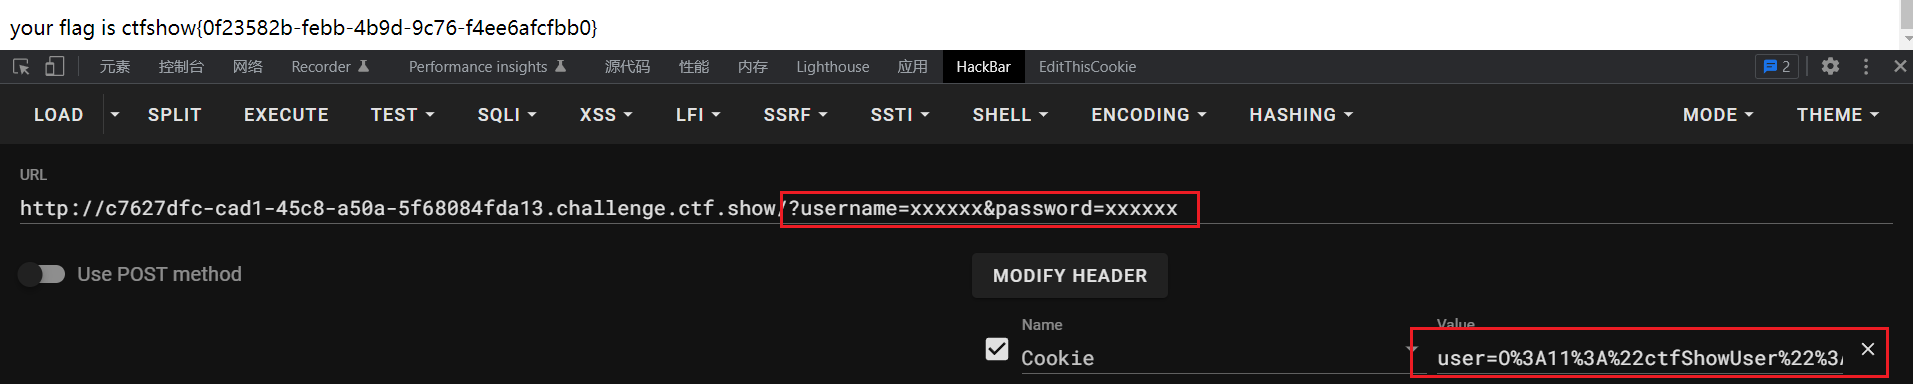 your flag is ctfshow{0f23582b-febb-4b9d-9c76-f4ee6afcfbb0}
元素 控制台 网络 Recorder Performance insights 源代码 性能 内存 Lighthouse 应用 HackBar EditThisCookie 2
LOAD SPLIT EXECUTE TEST SQLI XSS LFI SSRF SSTI SHELL ENCODING HASHING MODE THEME
URL
http://c7627dfc-cad1-45c8-a50a-5f68084fda13.challenge.ctf.show/?username=xxxxxx&password=xxxxxx
Use POST method
MODIFY HEADER
Name Value
Cookie user=O%3A11%3A%22ctfShowUser%22%3A